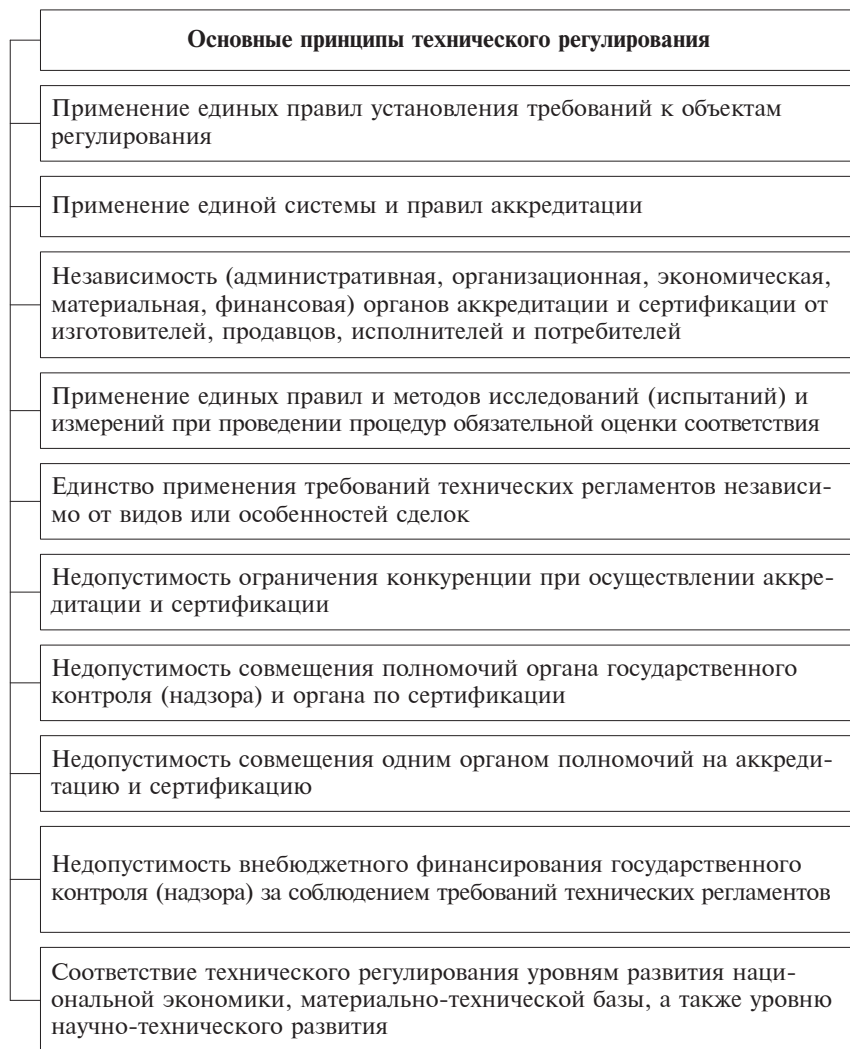 Основные принципы технического регулирования
Применение единых правил установления требований к объектам
регулирования
Применение единой системы и правил аккредитации
Независимость (административная, организационная, экономическая,
материальная, финансовая) органов аккредитации и сертификации от
изготовителей, продавцов, исполнителей и потребителей
Применение единых правил и методов исследований (испытаний) и
измерений при проведении процедур обязательной оценки соответствия
Единство применения требований технических регламентов независи-
мо от видов или особенностей сделок
Недопустимость ограничения конкуренции при осуществлении аккре-
дитации и сертификации
Недопустимость совмещения полномочий органа государственного
контроля (надзора) и органа по сертификации
Недопустимость совмещения одним органом полномочий на аккреди-
тацию и сертификацию
Недопустимость внебюджетного финансирования государственного
контроля (надзора) за соблюдением требований технических регламентов
Соответствие технического регулирования уровням развития наци-
ональной экономики, материально-технической базы, а также уровню
научно-технического развития